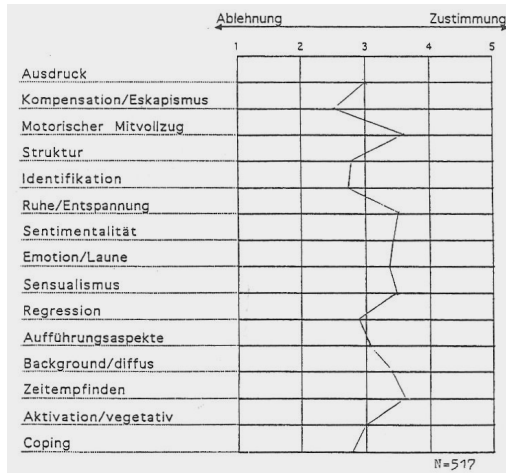 Ablehnung Zustimmung
1 2 3 4 5
Ausdruck
Kompensation/Eskapismus
Motorischer Mitvollzug
Struktur
Identifikation
Ruhe/Entspannung
Sentimentalität
Emotion/Laune
Sensualismus
Regression
Aufführungsaspekte
Background/diffus
Zeitempfinden
Aktivation/vegetativ
Coping
N=517